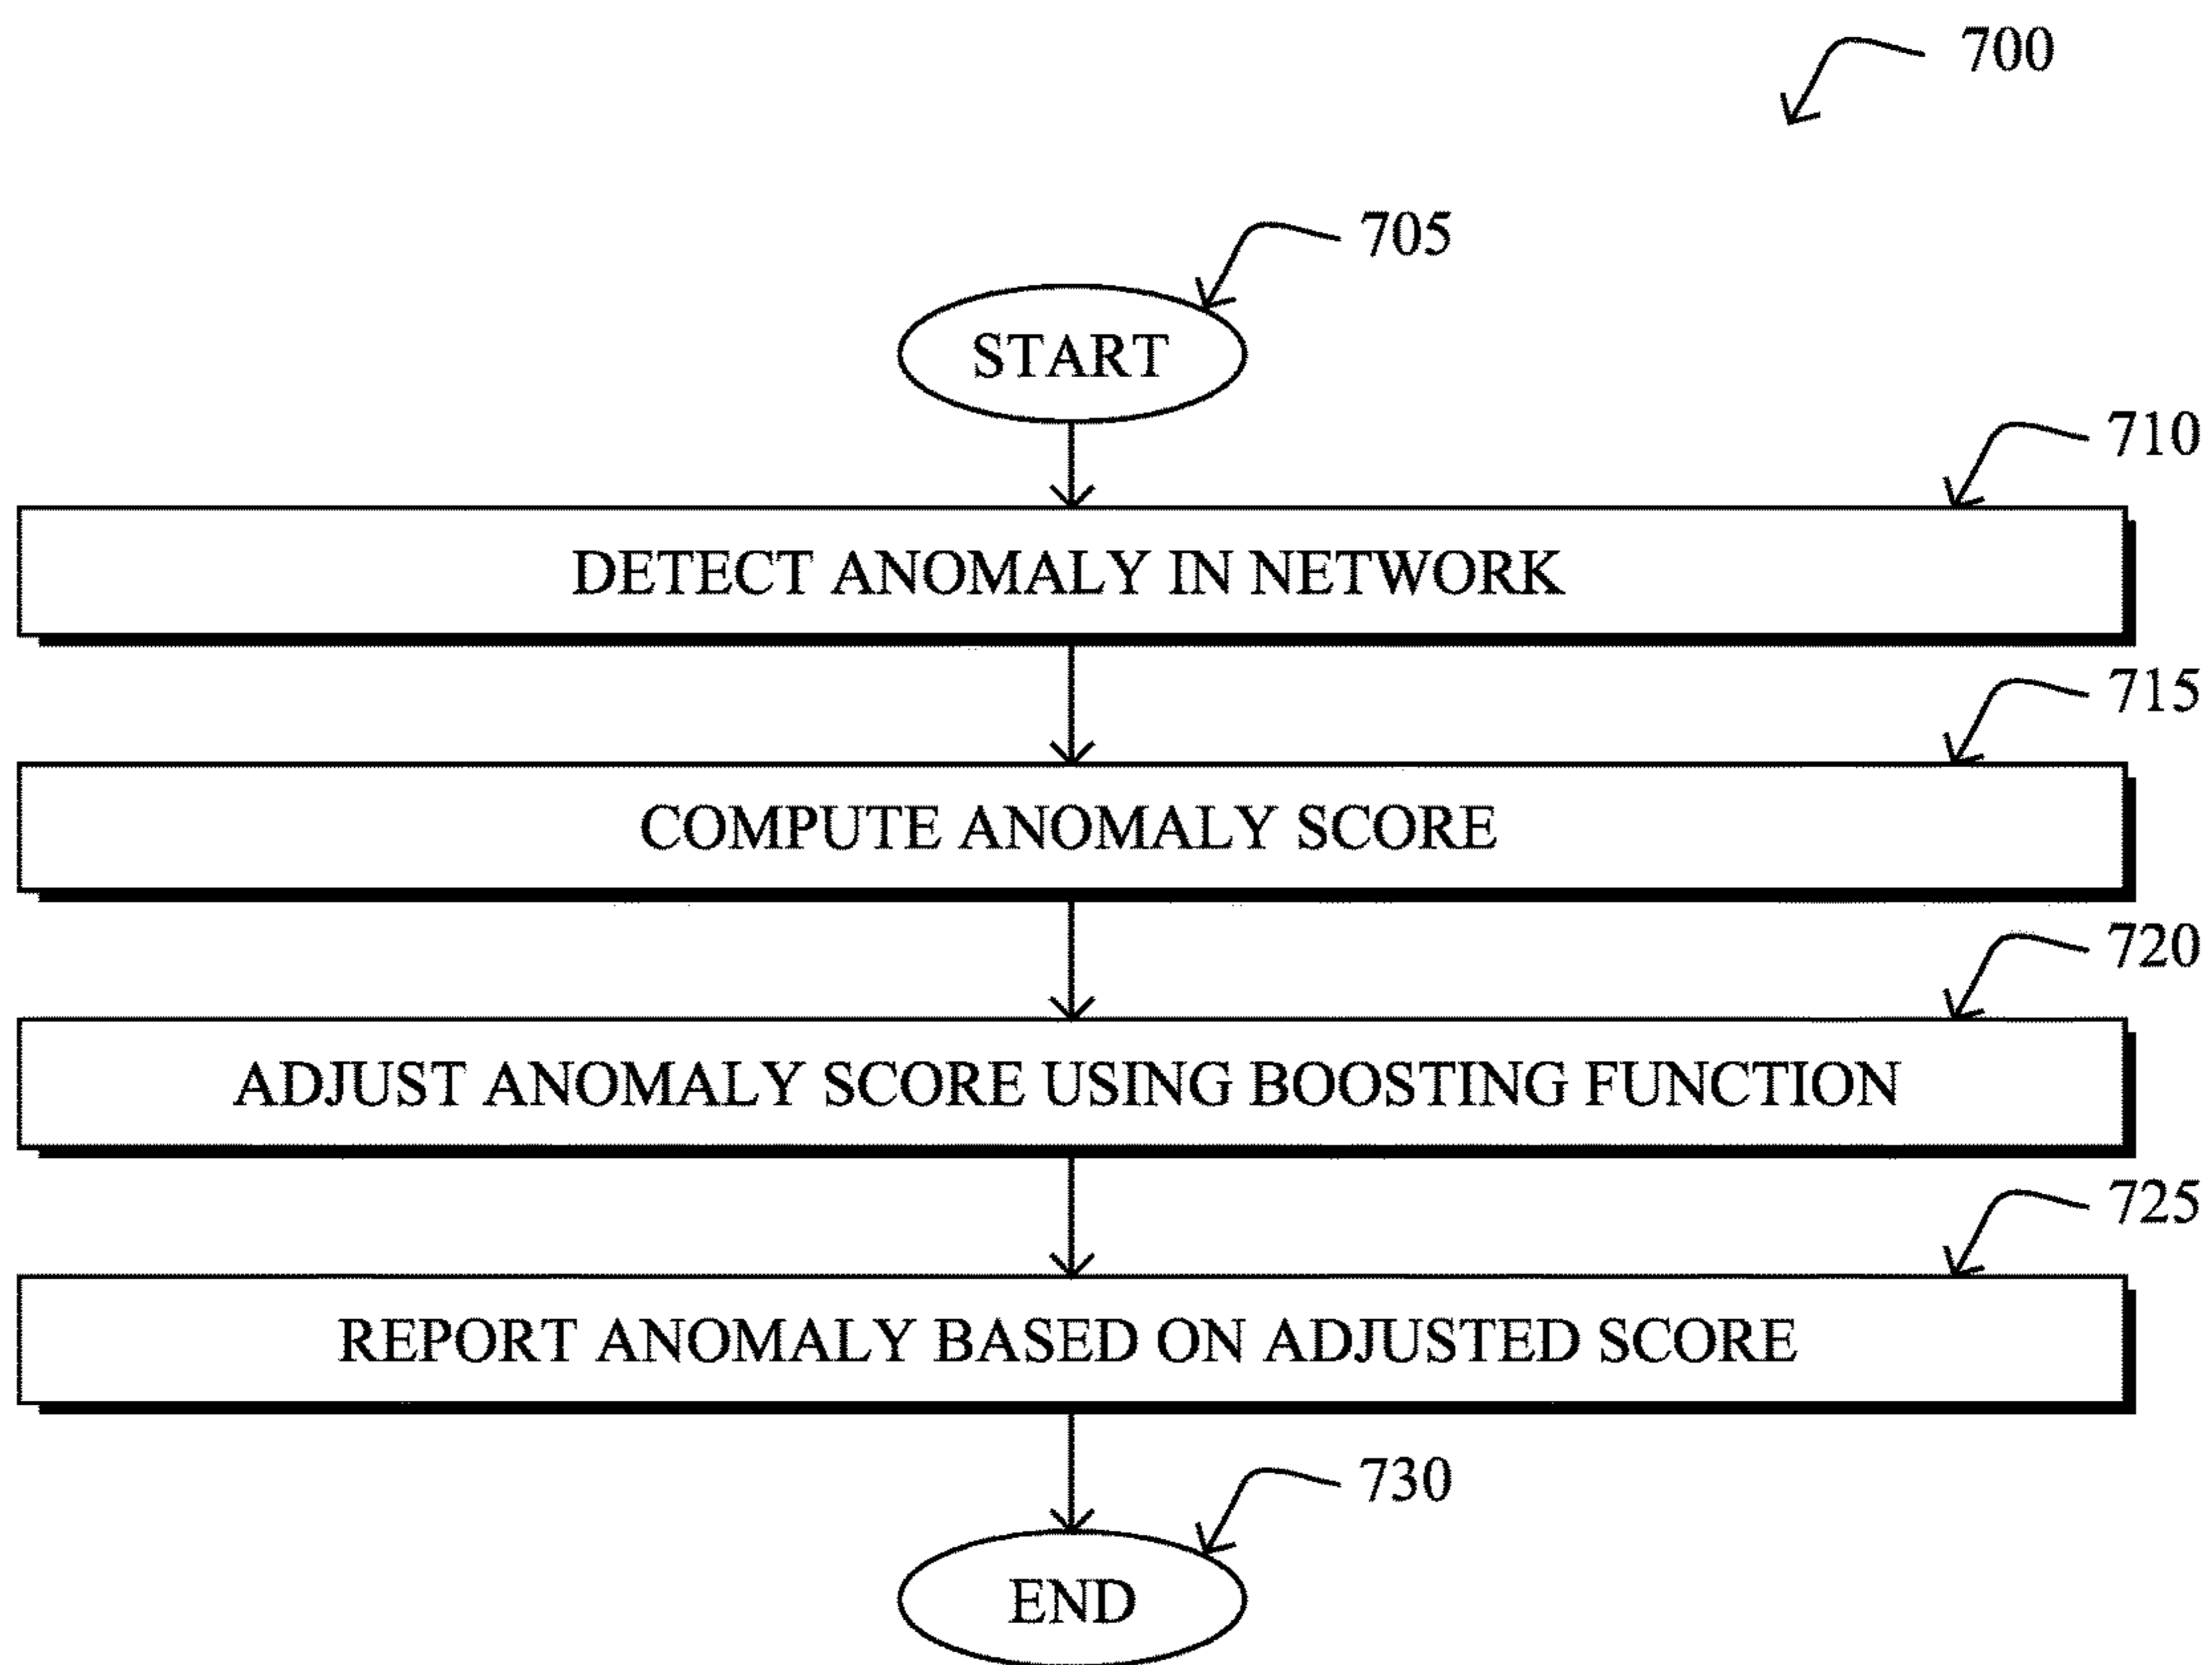 700
705
START
710
DETECT ANOMALY IN NETWORK
715
COMPUTE ANOMALY SCORE
720
ADJUST ANOMALY SCORE USING BOOSTING FUNCTION
725
REPORT ANOMALY BASED ON ADJUSTED SCORE
730
END